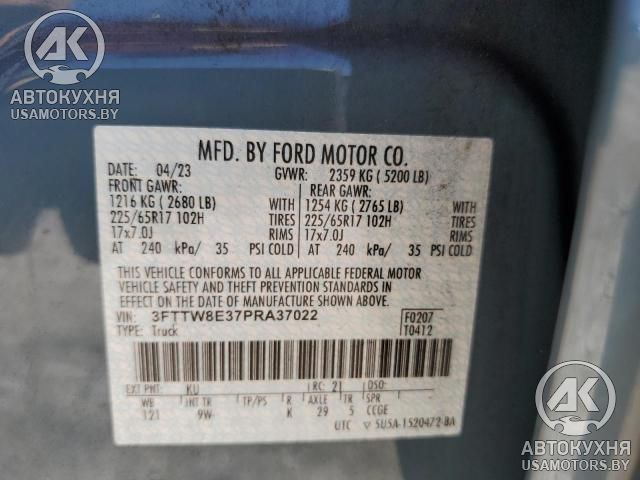 AK
АВТОКУХНЯ
USAMOTORS.BY
MFD. BY FORD MOTOR CO.
DATE: 04/23 GVWR: 2359 KG ( 5200 LB)
FRONT GAWR: REAR GAWR:
1216 KG ( 2680 LB) WITH 1254 KG ( 2765 LB) WITH
225/65R17 102H TIRES 225/65R17 102H TIRES
17x7.0J RIMS 17x7.0J RIMS
AT 240 kPa/ 35 PSI COLD AT 240 kPa/ 35 PSI COLD
THIS VEHICLE CONFORMS TO ALL APPLICABLE FEDERAL MOTOR
VEHICLE SAFETY AND THEFT PREVENTION STANDARDS
IN EFFECT ON THE DATE OF MANUFACTURE SHOWN ABOVE.
VIN: 3FTTW8E37PRA37022 F0207
TYPE: Truck T0412
EXT PNT: KU RC: 21 DSO:
WB INT TR TP/PS R AXLE TR SPR
121 9W K 29 5 CCGE
UTC ▽ 5U5A-1520472-BA
AK
АВТОКУХНЯ
USAMOTORS.BY